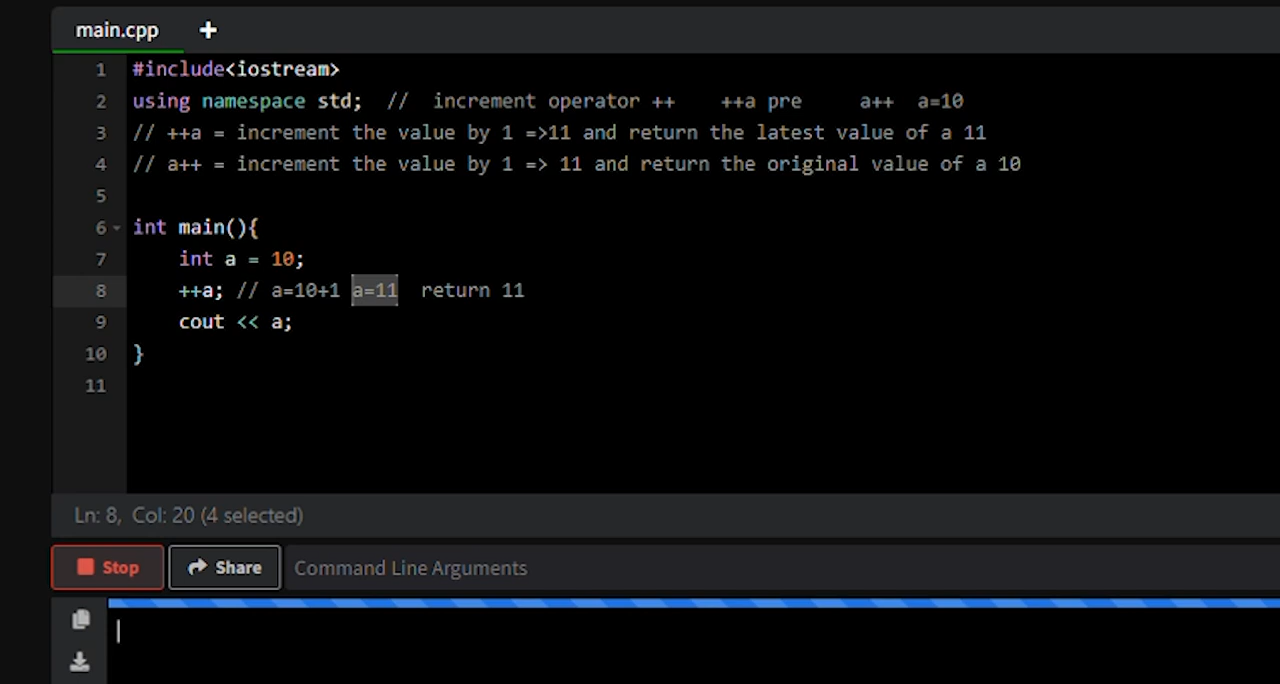 main.cpp +
1 #include<iostream>
2 using namespace std; // increment operator ++ ++a pre a++ a=10
3 // ++a = increment the value by 1 =>11 and return the latest value of a 11
4 // a++ = increment the value by 1 => 11 and return the original value of a 10
5
6 int main(){
7 int a = 10;
8 ++a; // a=10+1 a=11 return 11
9 cout << a;
10 }
11
Ln: 8, Col: 20 (4 selected)
Stop Share Command Line Arguments